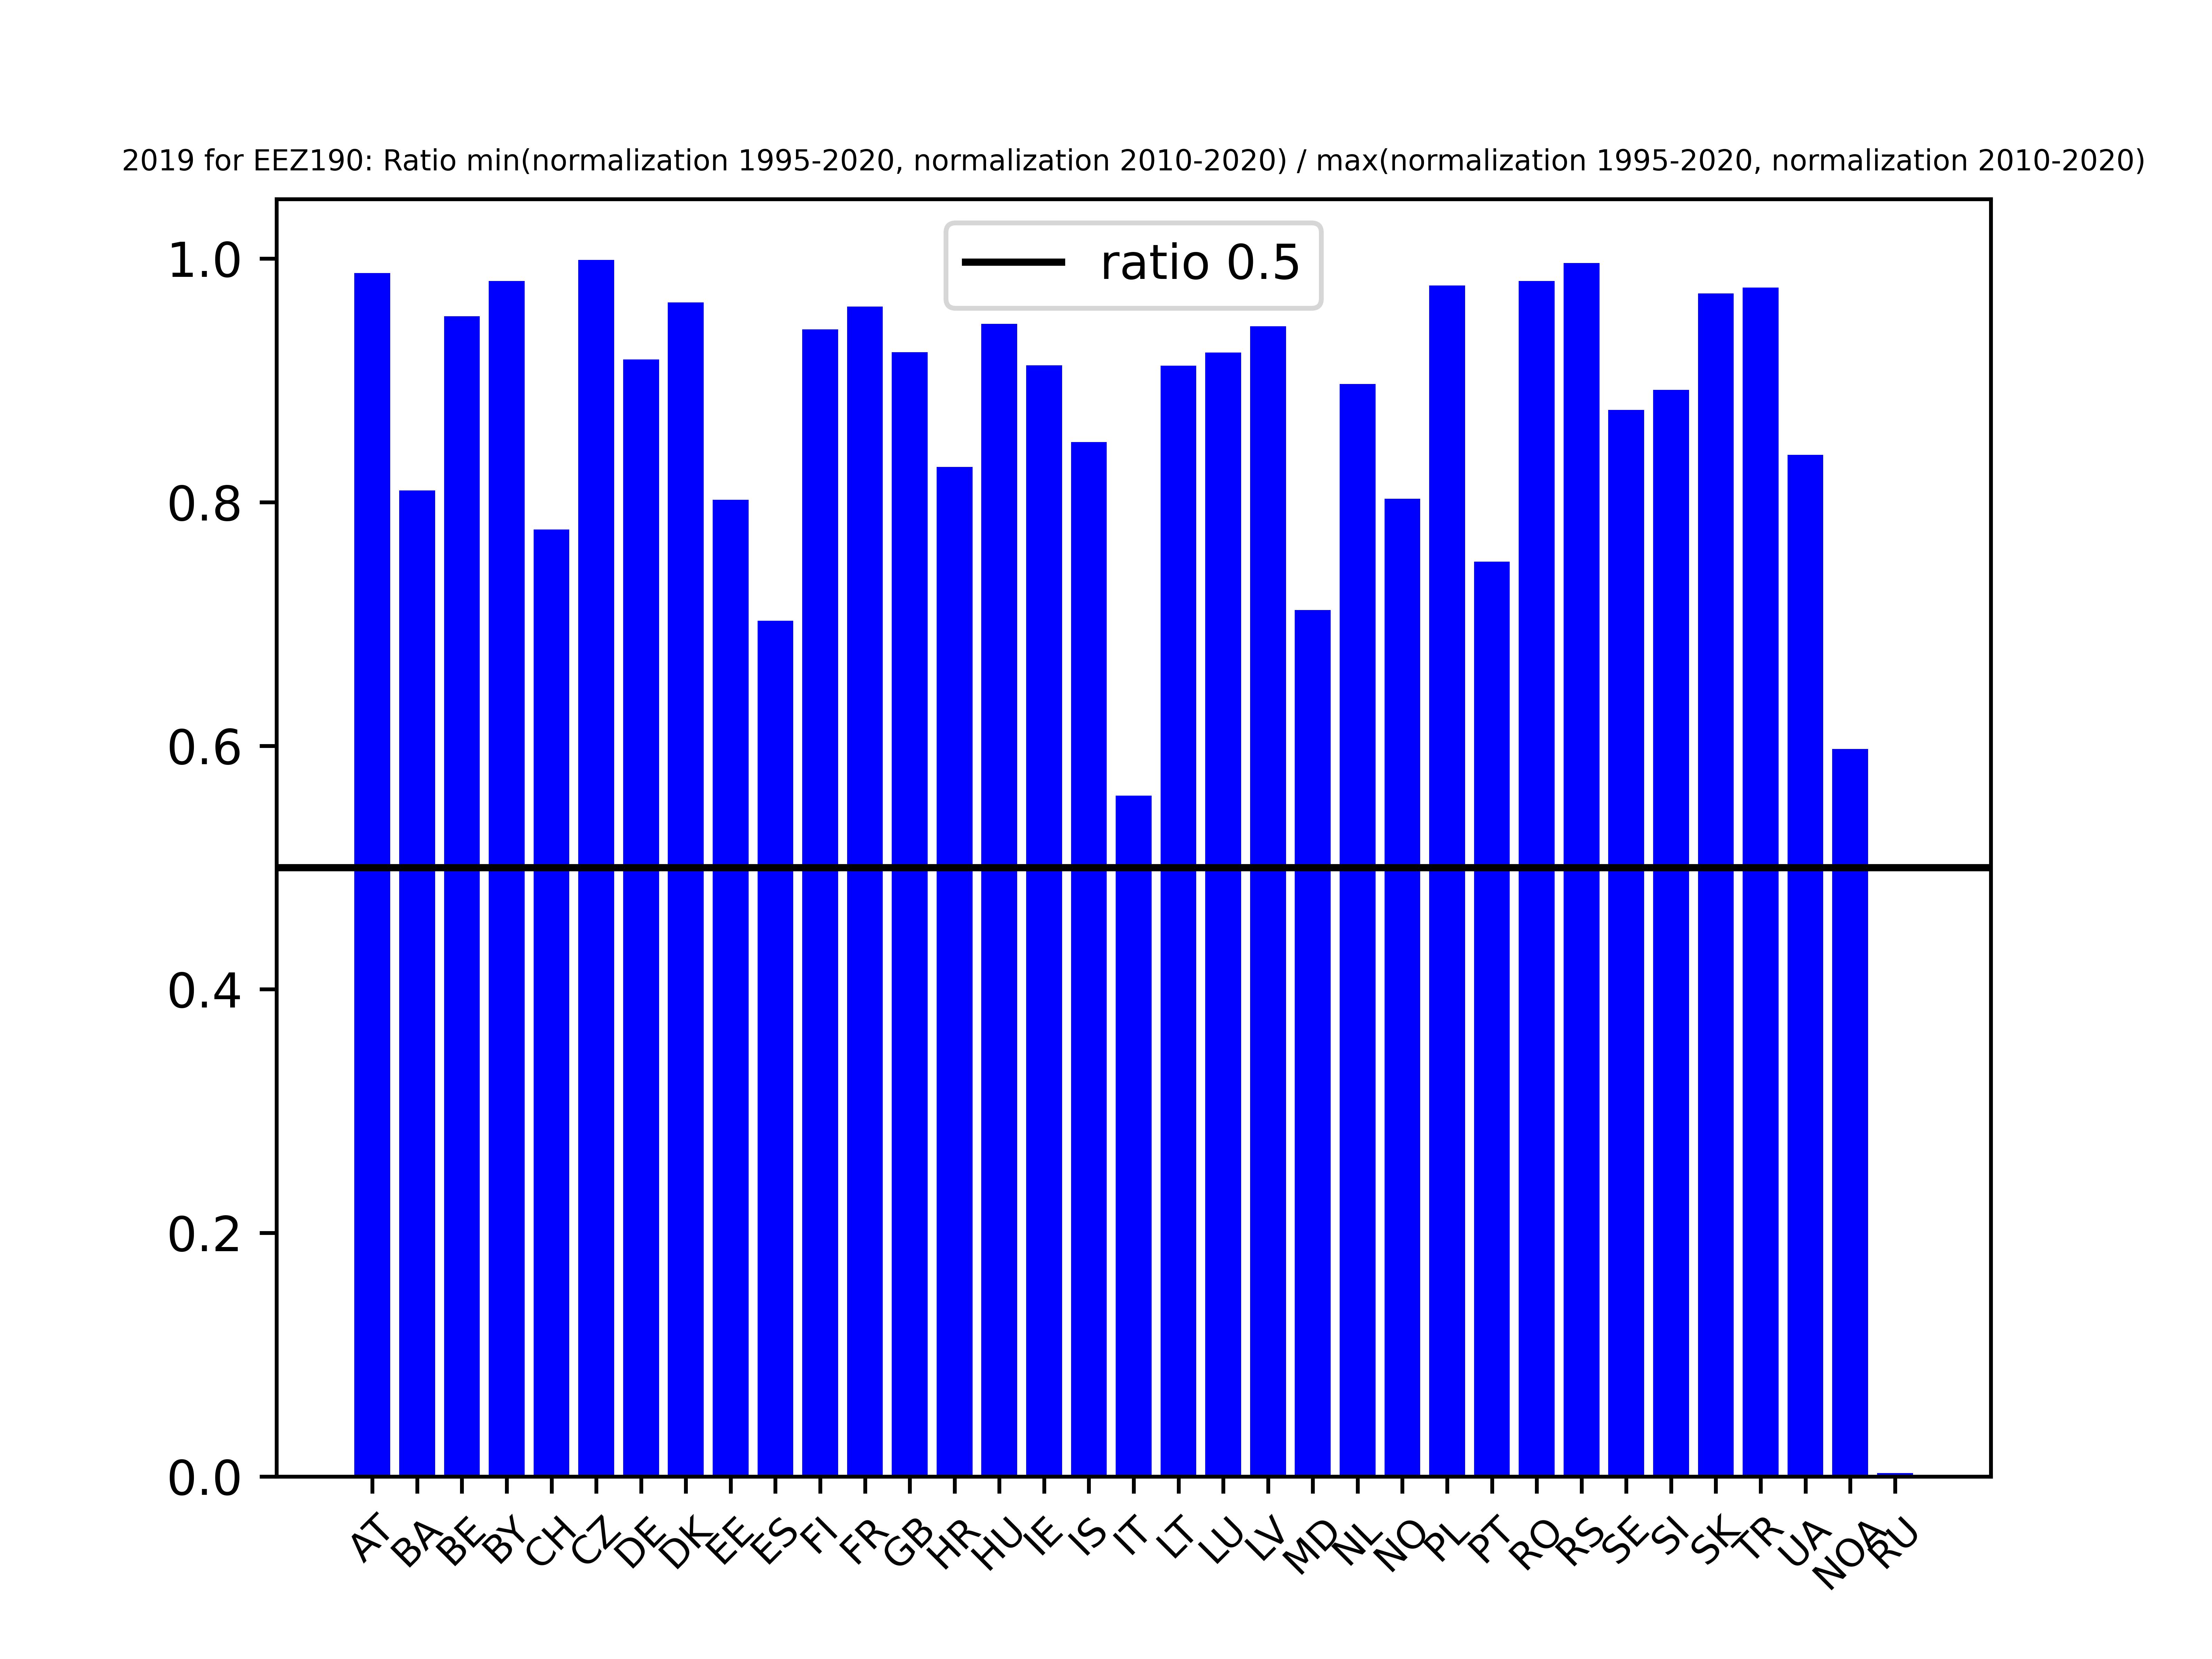 2019 for EEZ190: Ratio min(normalization 1995-2020, normalization 2010-2020) / max(normalization 1995-2020, normalization 2010-2020)
ratio 0.5
1.0
0.8
0.6
0.4
0.2
0.0
AT BA BE BY CH CZ DE DK EE ES FI FR GB HR HU IE IS IT LT LU LV MD NL NO PL PT RO RS SE SI SK TR UA NOA RU